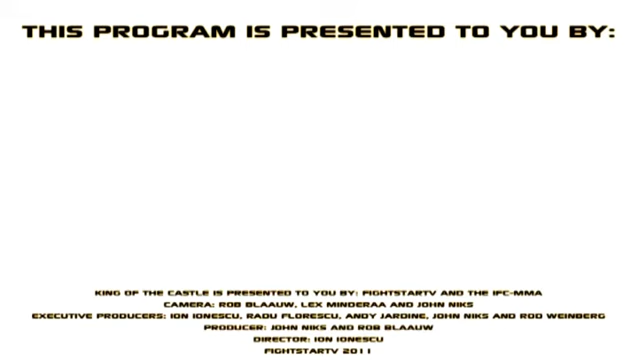 THIS PROGRAM IS PRESENTED TO YOU BY:
KING OF THE CASTLE IS PRESENTED TO YOU BY: FIGHTSTARTV AND THE IFC-MMA
CAMERA: ROB BLAAUW, LEX MINDERAA AND JOHN NIKS
EXECUTIVE PRODUCERS: ION IONESCU, RADU FLORESCU, ANDY JARDINE, JOHN NIKS AND ROD WEINBERG
PRODUCER: JOHN NIKS AND ROB BLAAUW
DIRECTOR: ION IONESCU
FIGHTSTARTV 2011